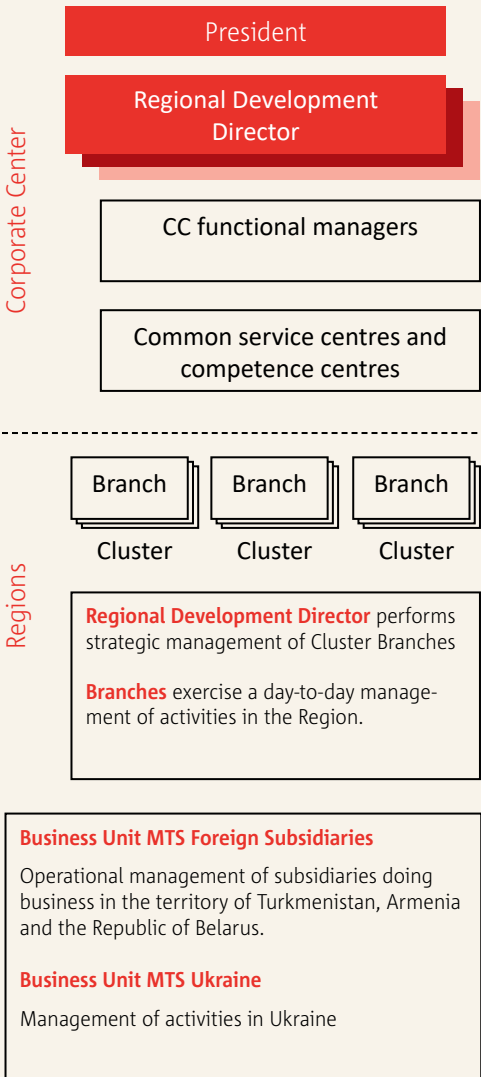 President
Regional Development
Director
Corporate Center
CC functional managers
Common service centres and
competence centres
Branch
Branch
Branch
Cluster
Cluster
Cluster
Regions
Regional Development Director performs
strategic management of Cluster Branches
Branches exercise a day-to-day manage-
ment of activities in the Region.
Business Unit MTS Foreign Subsidiaries
Operational management of subsidiaries doing
business in the territory of Turkmenistan, Armenia
and the Republic of Belarus.
Business Unit MTS Ukraine
Management of activities in Ukraine